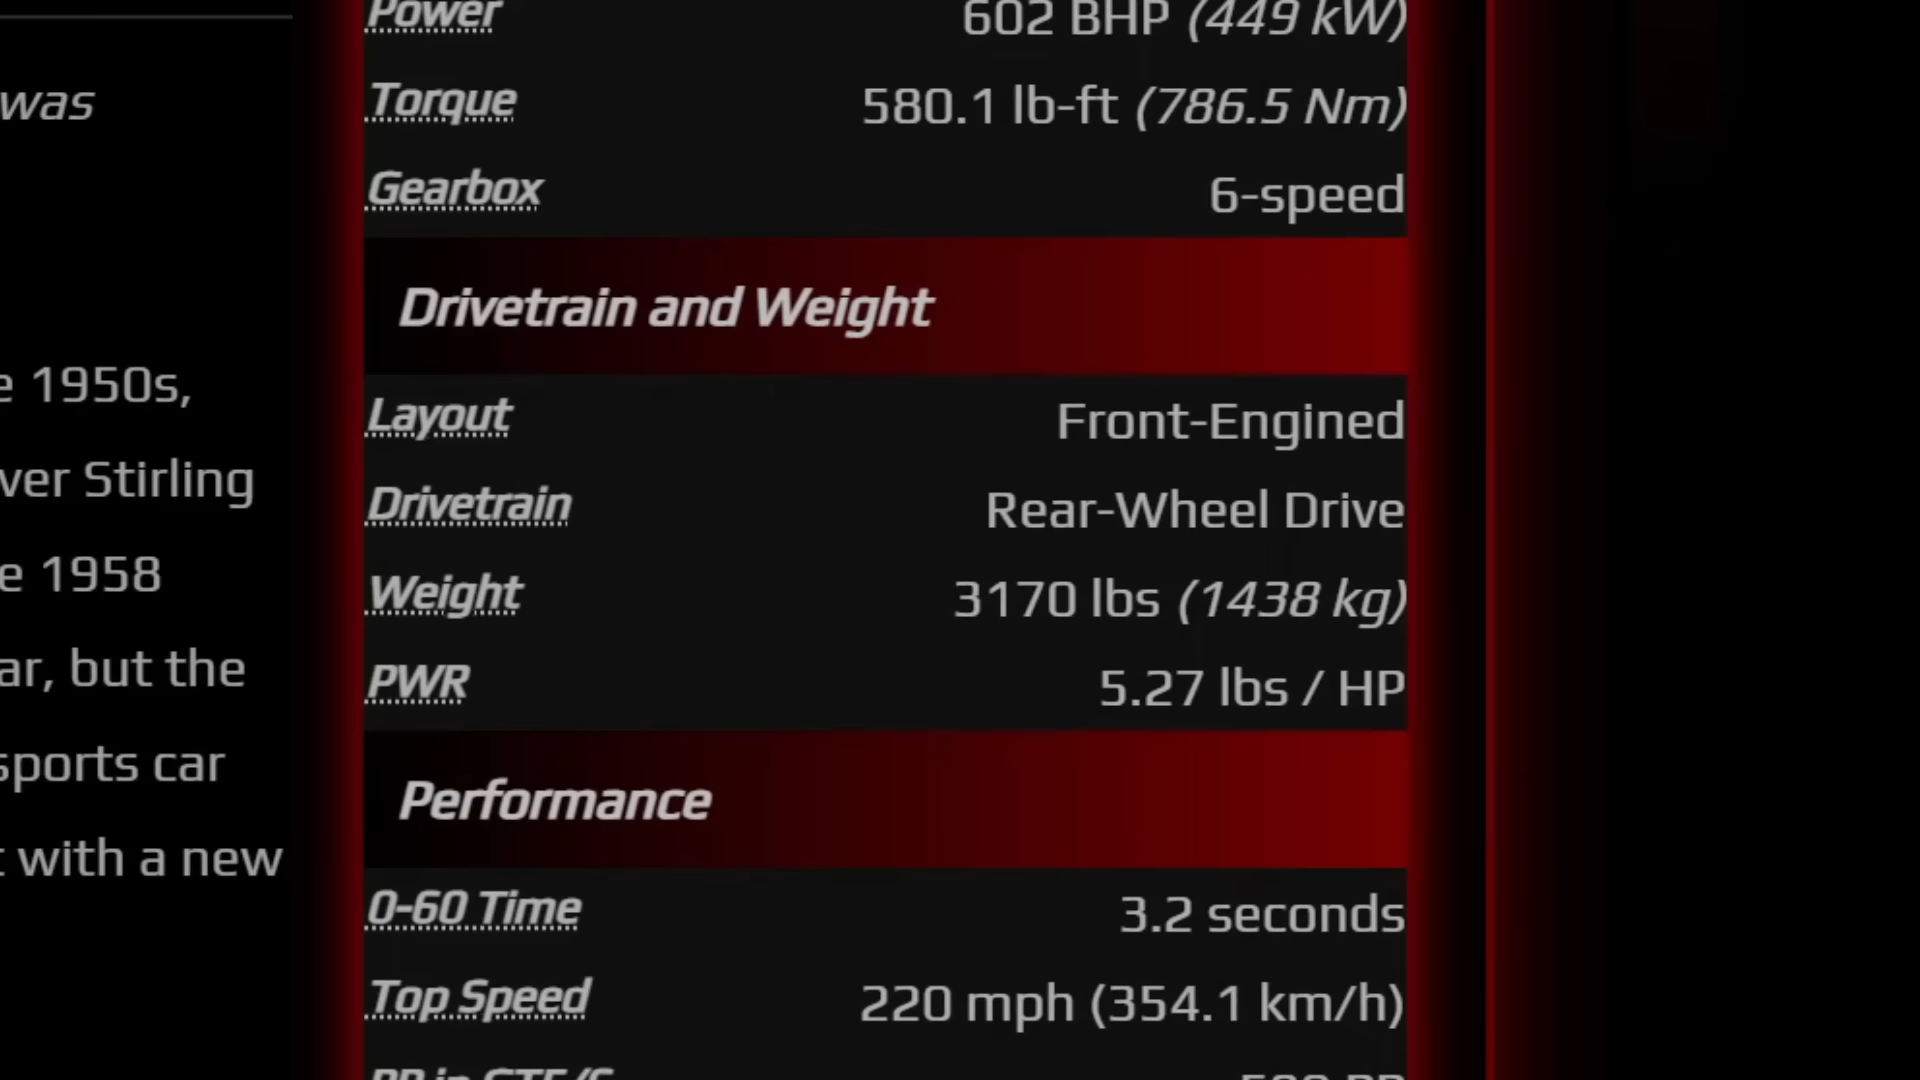 was
e 1950s,
ver Stirling
e 1958
ar, but the
sports car
t with a new
Power 602 BHP (449 kW)
Torque 580.1 lb-ft (786.5 Nm)
Gearbox 6-speed
Drivetrain and Weight
Layout Front-Engined
Drivetrain Rear-Wheel Drive
Weight 3170 lbs (1438 kg)
PWR 5.27 lbs / HP
Performance
0-60 Time 3.2 seconds
Top Speed 220 mph (354.1 km/h)